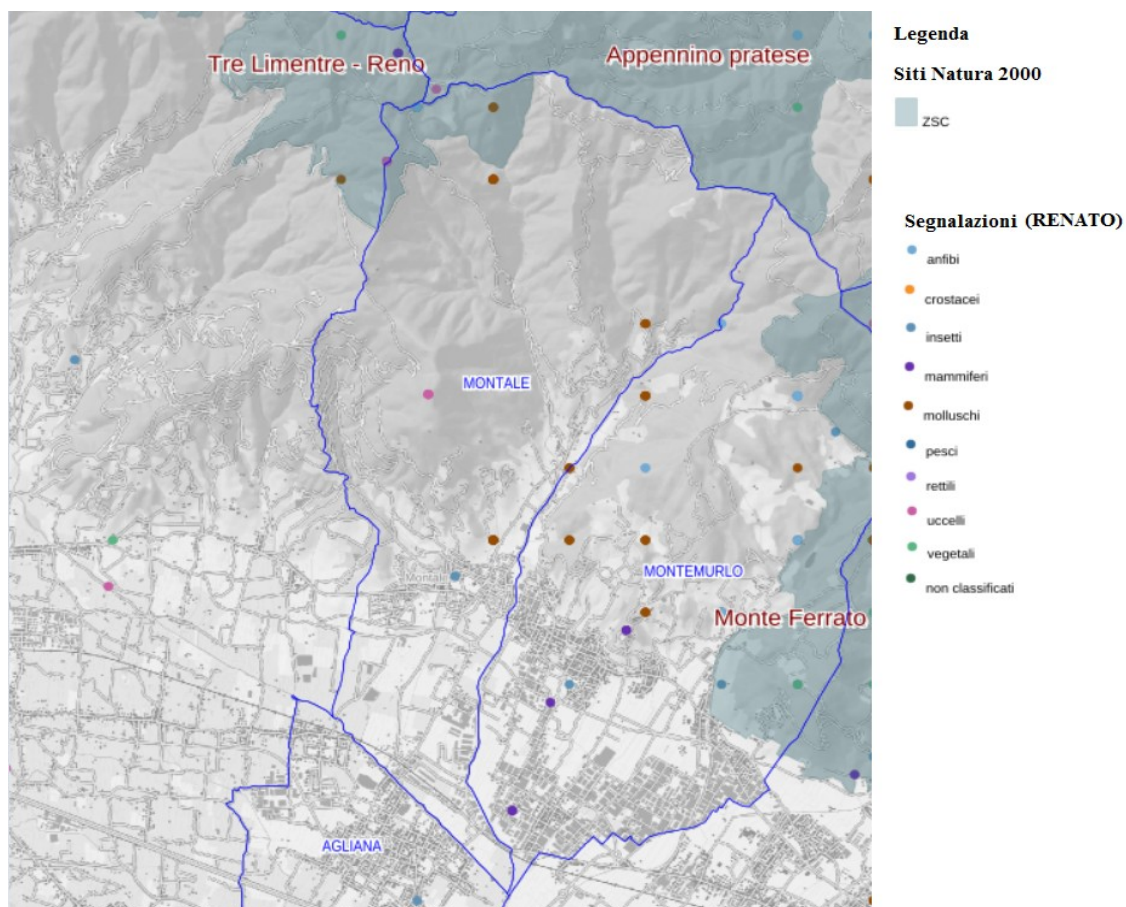 Tre Limentre - Reno
Appennino pratese
MONTALE
Montale
MONTEMURLO
Monte Ferrato
AGLIANA
Legenda
Siti Natura 2000
ZSC
Segnalazioni (RENATO)
anfibi
crostacei
insetti
mammiferi
molluschi
pesci
rettili
uccelli
vegetali
non classificati